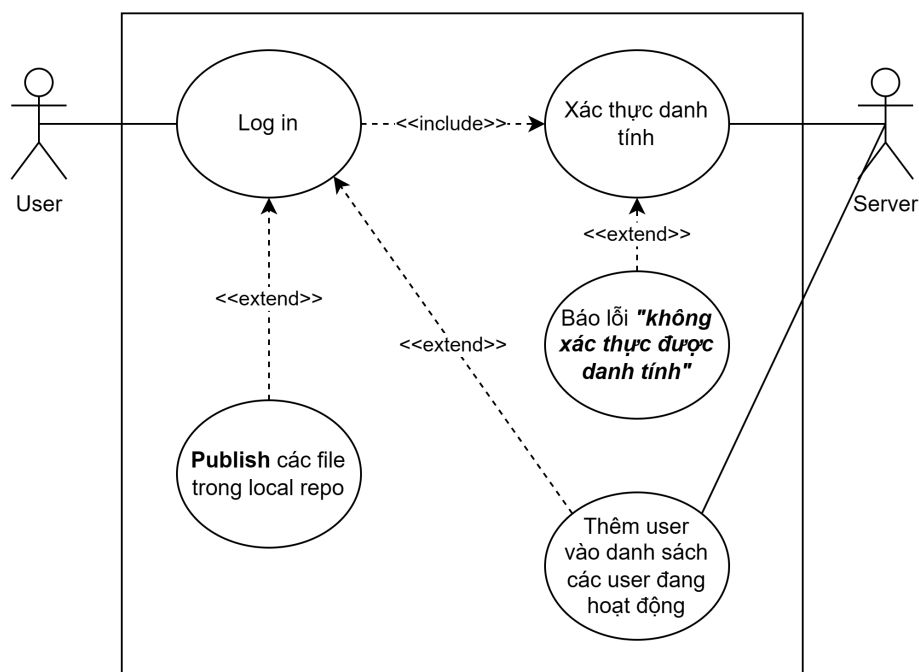 Log in
<<include>>
Xác thực danh
tính
User
Server
<<extend>>
<<extend>>
<<extend>>
Báo lỗi "không
xác thực được
danh tính"
Publish các file
trong local repo
Thêm user
vào danh sách
các user đang
hoạt động